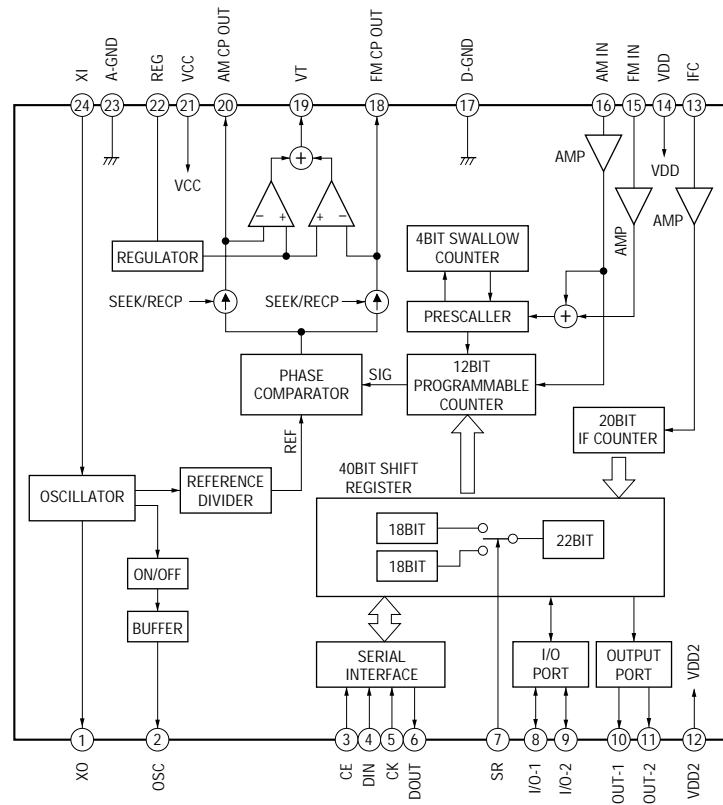 XI
A-GND
REG
VCC
AM CP OUT
VT
FM CP OUT
D-GND
AM IN
FM IN
VDD
IFC
24
23
22
21
20
19
18
17
16
15
14
13
AMP
VDD
AMP
AMP
VCC
+
− +
+ −
REGULATOR
4BIT SWALLOW
COUNTER
SEEK/RECP
SEEK/RECP
PRESCALLER
+
PHASE
COMPARATOR
SIG
12BIT
PROGRAMMABLE
COUNTER
20BIT
IF COUNTER
REF
OSCILLATOR
REFERENCE
DIVIDER
40BIT SHIFT
REGISTER
18BIT
18BIT
22BIT
ON/OFF
BUFFER
SERIAL
INTERFACE
I/O
PORT
OUTPUT
PORT
VDD2
1
2
3
4
5
6
7
8
9
10
11
12
XO
OSC
CE
DIN
CK
DOUT
SR
I/O-1
I/O-2
OUT-1
OUT-2
VDD2